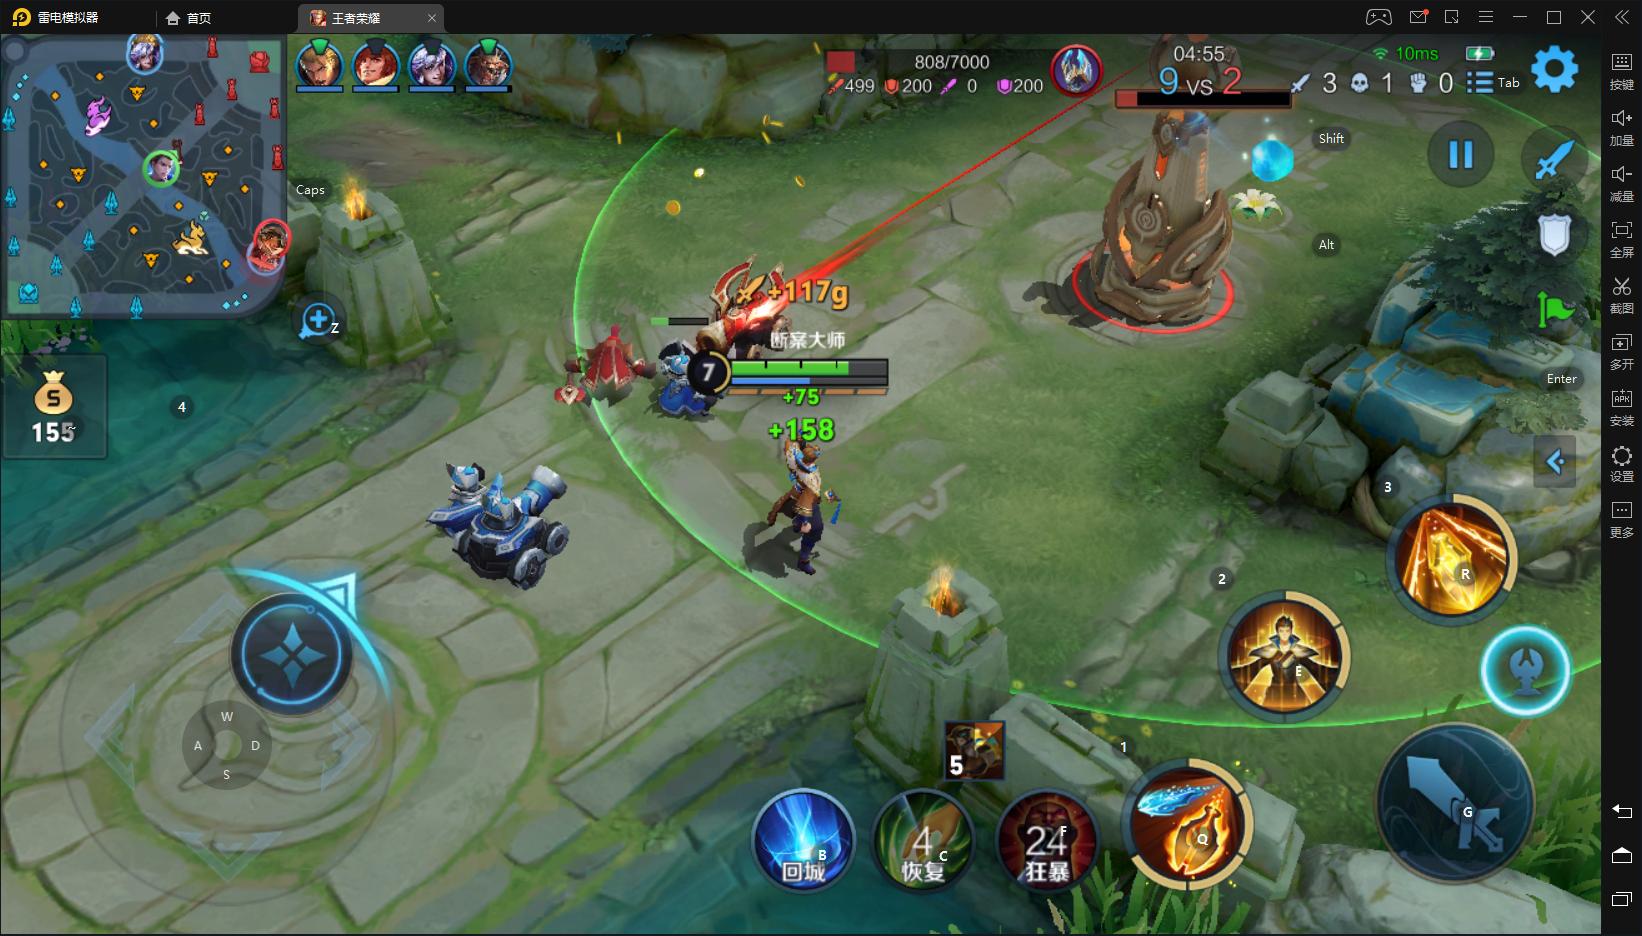 雷电模拟器
首页
王者荣耀
808/7000
499 200 0 200
04:55
9 VS 2
3 1 0
10ms
Tab
Shift
Alt
Caps
Z
Enter
155
4
+117g
断案大师
7
+75
+158
W
A D
S
5
B
回城
4
C
恢复
24
F
狂暴
1
Q
2
E
3
R
G
按键
加量
减量
全屏
截图
多开
APK
安装
设置
更多